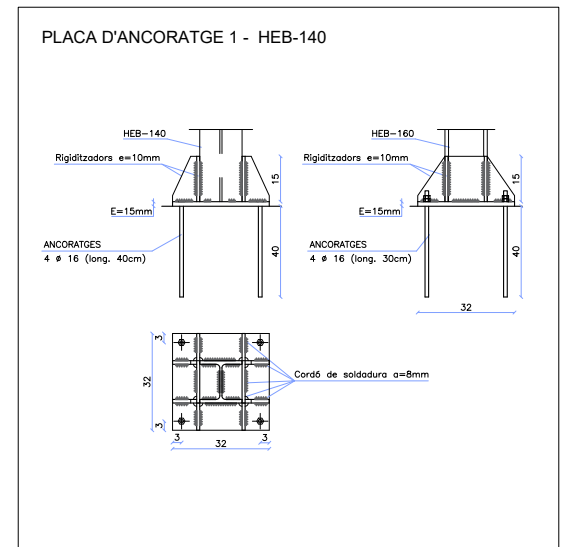 PLACA D'ANCORATGE 1 - HEB-140
HEB-140
Rigiditzadors e=10mm
15
E=15mm
ANCORATGES
4 ø 16 (long. 40cm)
40
HEB-160
Rigiditzadors e=10mm
15
E=15mm
ANCORATGES
4 ø 16 (long. 30cm)
40
32
3
32
3
Cordó de soldadura a=8mm
3
3
32